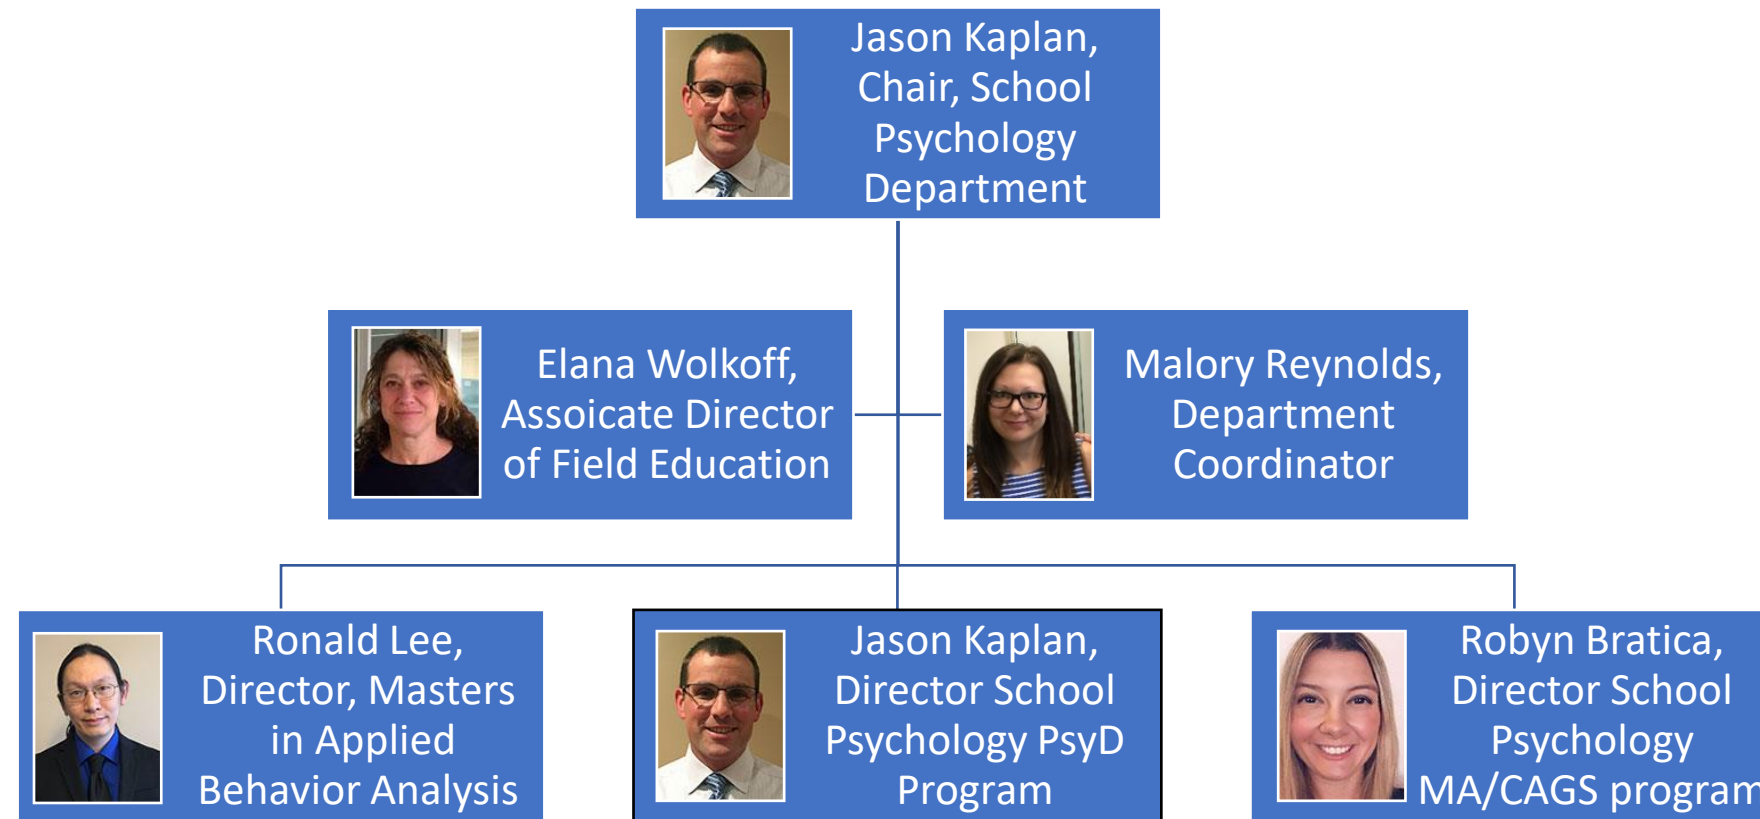 Jason Kaplan,
Chair, School
Psychology
Department
Elana Wolkoff,
Assoicate Director
of Field Education
Malory Reynolds,
Department
Coordinator
Ronald Lee,
Director, Masters
in Applied
Behavior Analysis
Jason Kaplan,
Director School
Psychology PsyD
Program
Robyn Bratica,
Director School
Psychology
MA/CAGS program